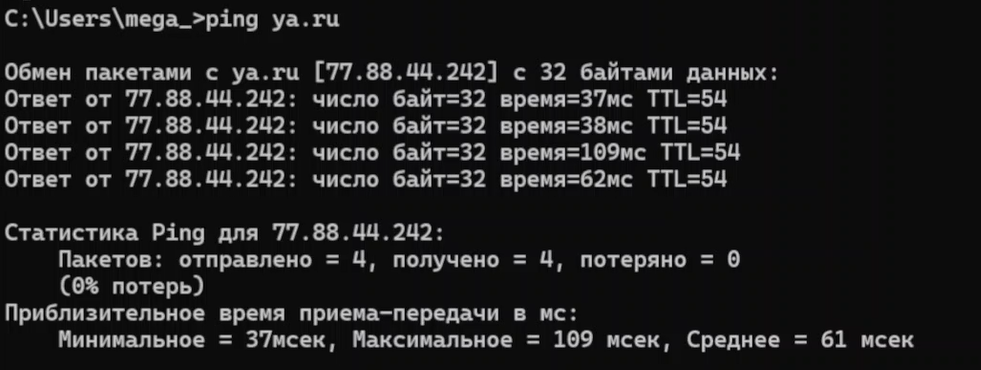 C:\Users\mega_>ping ya.ru
Обмен пакетами с ya.ru [77.88.44.242] с 32 байтами данных:
Ответ от 77.88.44.242: число байт=32 время=37мс TTL=54
Ответ от 77.88.44.242: число байт=32 время=38мс TTL=54
Ответ от 77.88.44.242: число байт=32 время=109мс TTL=54
Ответ от 77.88.44.242: число байт=32 время=62мс TTL=54
Статистика Ping для 77.88.44.242:
Пакетов: отправлено = 4, получено = 4, потеряно = 0
(0% потерь)
Приблизительное время приема-передачи в мс:
Минимальное = 37мсек, Максимальное = 109 мсек, Среднее = 61 мсек